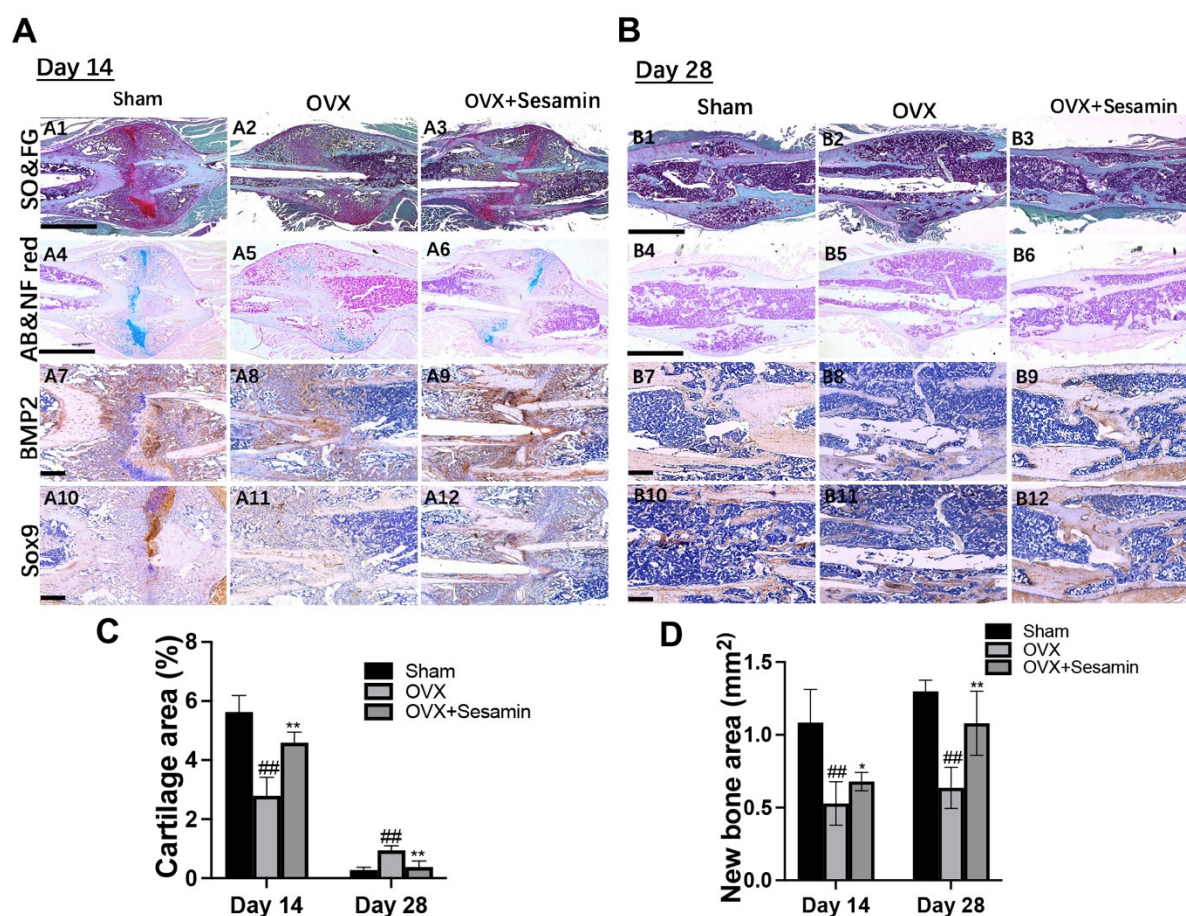 A
Day 14
Sham
OVX
OVX+Sesamin
SO&FG
A1
A2
A3
AB&NF red
A4
A5
A6
BMP2
A7
A8
A9
Sox9
A10
A11
A12
B
Day 28
Sham
OVX
OVX+Sesamin
B1
B2
B3
B4
B5
B6
B7
B8
B9
B10
B11
B12
C
Cartilage area (%)
8
6
4
2
0
Sham
OVX
OVX+Sesamin
##
**
##
**
Day 14
Day 28
D
New bone area (mm²)
1.5
1.0
0.5
0.0
Sham
OVX
OVX+Sesamin
##
*
##
**
Day 14
Day 28